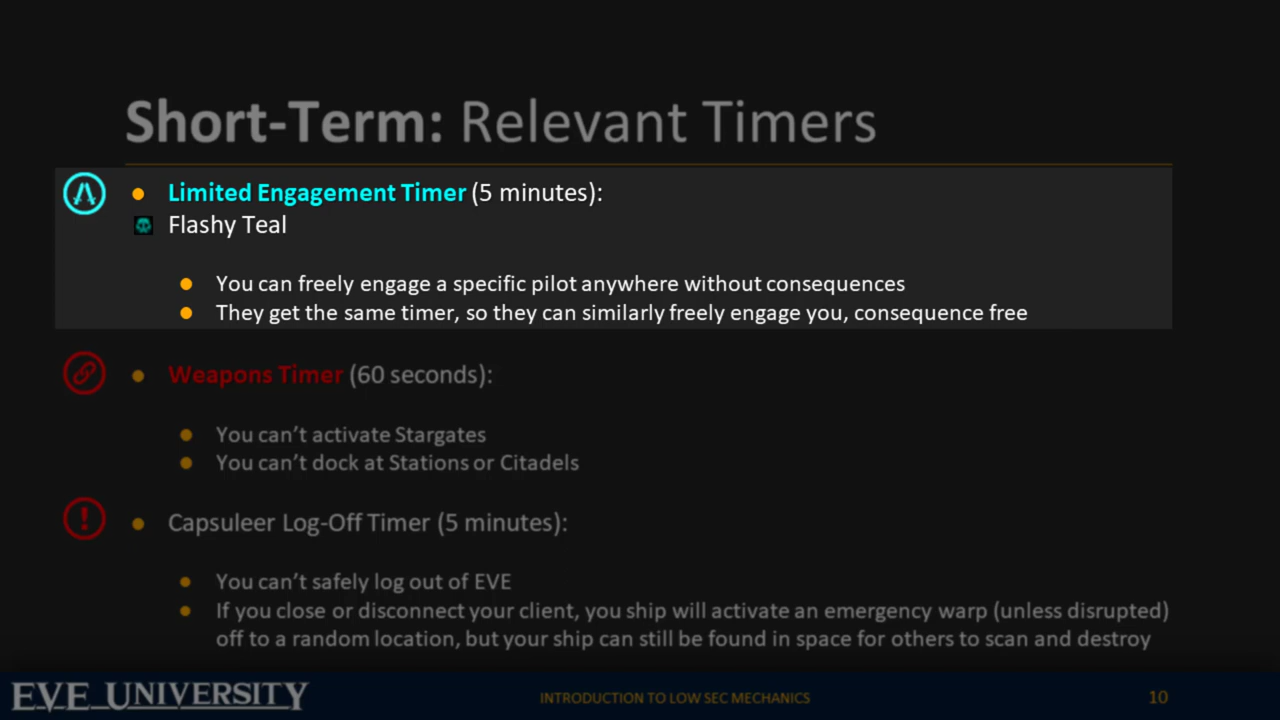 Short-Term: Relevant Timers
Limited Engagement Timer (5 minutes):
Flashy Teal
You can freely engage a specific pilot anywhere without consequences
They get the same timer, so they can similarly freely engage you, consequence free
Weapons Timer (60 seconds):
You can't activate Stargates
You can't dock at Stations or Citadels
Capsuleer Log-Off Timer (5 minutes):
You can't safely log out of EVE
If you close or disconnect your client, you ship will activate an emergency warp (unless disrupted)
off to a random location, but your ship can still be found in space for others to scan and destroy
EVE UNIVERSITY
INTRODUCTION TO LOW SEC MECHANICS
10